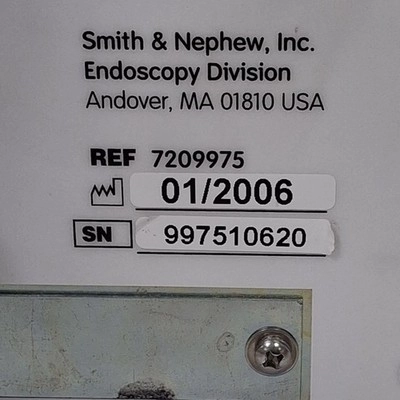 Smith & Nephew, Inc.
Endoscopy Division
Andover, MA 01810 USA
REF 7209975
01/2006
SN 997510620